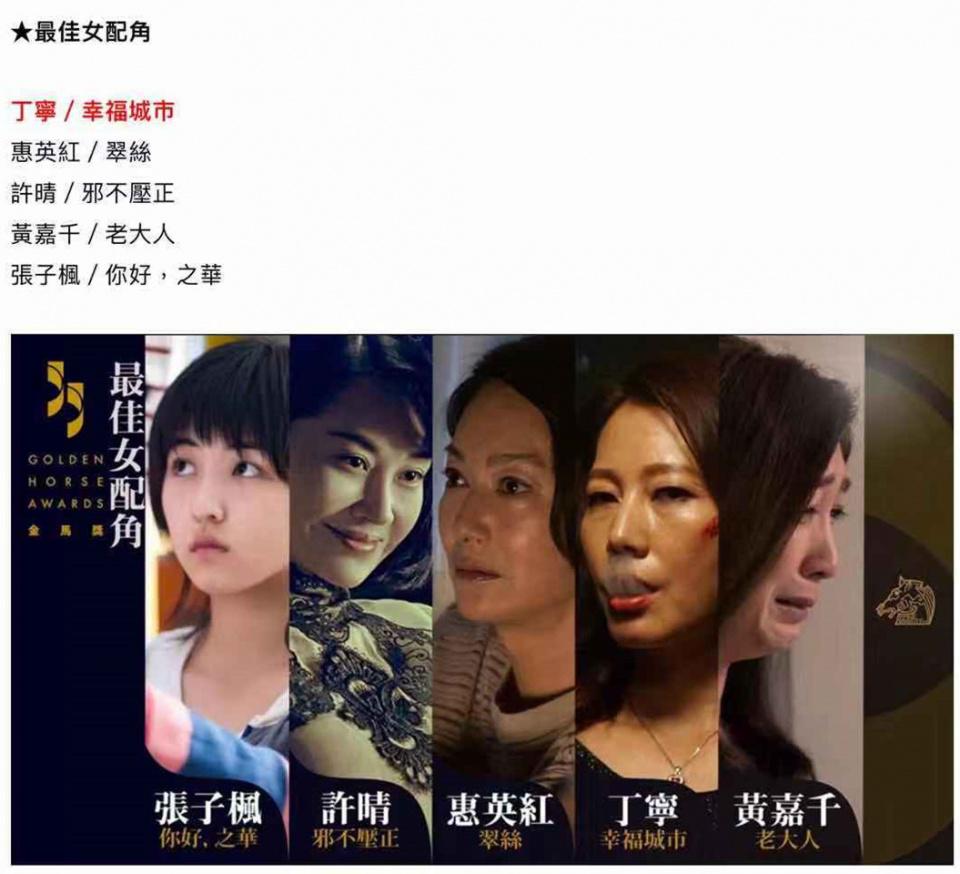 ★最佳女配角
丁寧 / 幸福城市
惠英紅 / 翠絲
許晴 / 邪不壓正
黃嘉千 / 老大人
張子楓 / 你好，之華
GOLDEN
HORSE
AWARDS
金馬獎
最佳女配角
張子楓
你好, 之華
許晴
邪不壓正
惠英紅
翠絲
丁寧
幸福城市
黃嘉千
老大人